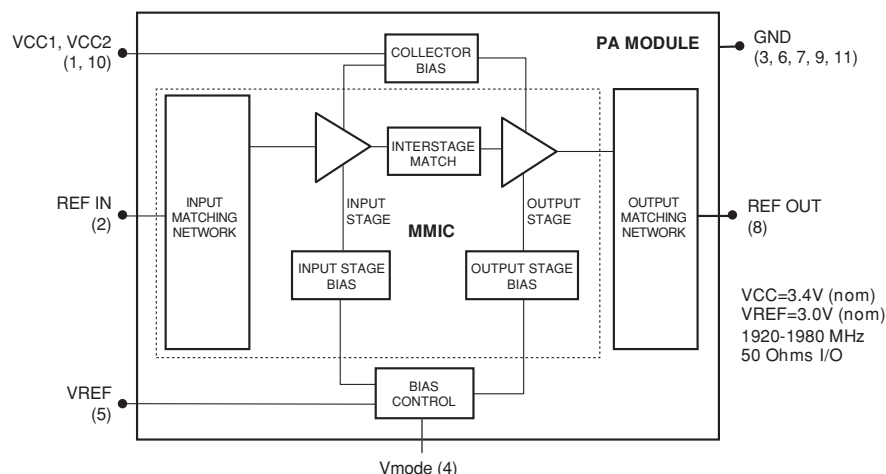 VCC1, VCC2
(1, 10)
COLLECTOR
BIAS
PA MODULE
GND
(3, 6, 7, 9, 11)
INTERSTAGE
MATCH
REF IN
(2)
INPUT
MATCHING
NETWORK
INPUT
STAGE
OUTPUT
STAGE
MMIC
OUTPUT
MATCHING
NETWORK
REF OUT
(8)
INPUT STAGE
BIAS
OUTPUT STAGE
BIAS
VCC=3.4V (nom)
VREF=3.0V (nom)
1920-1980 MHz
50 Ohms I/O
VREF
(5)
BIAS
CONTROL
Vmode (4)